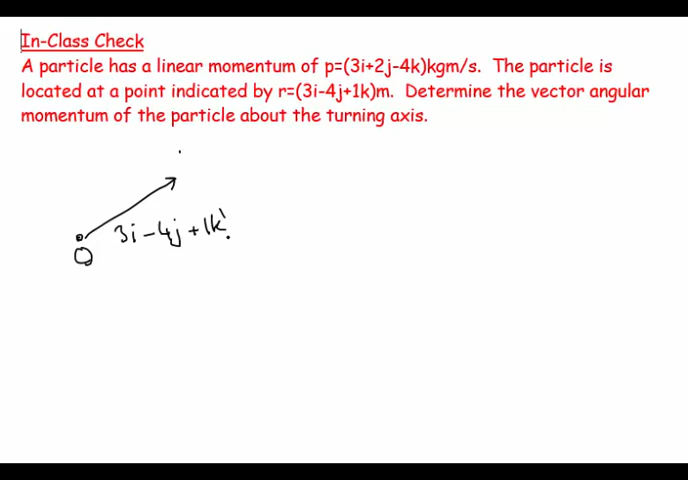 In-Class Check
A particle has a linear momentum of p=(3i+2j-4k)kgm/s.  The particle is
located at a point indicated by r=(3i-4j+1k)m.  Determine the vector angular
momentum of the particle about the turning axis.
3i-4j+1k
O